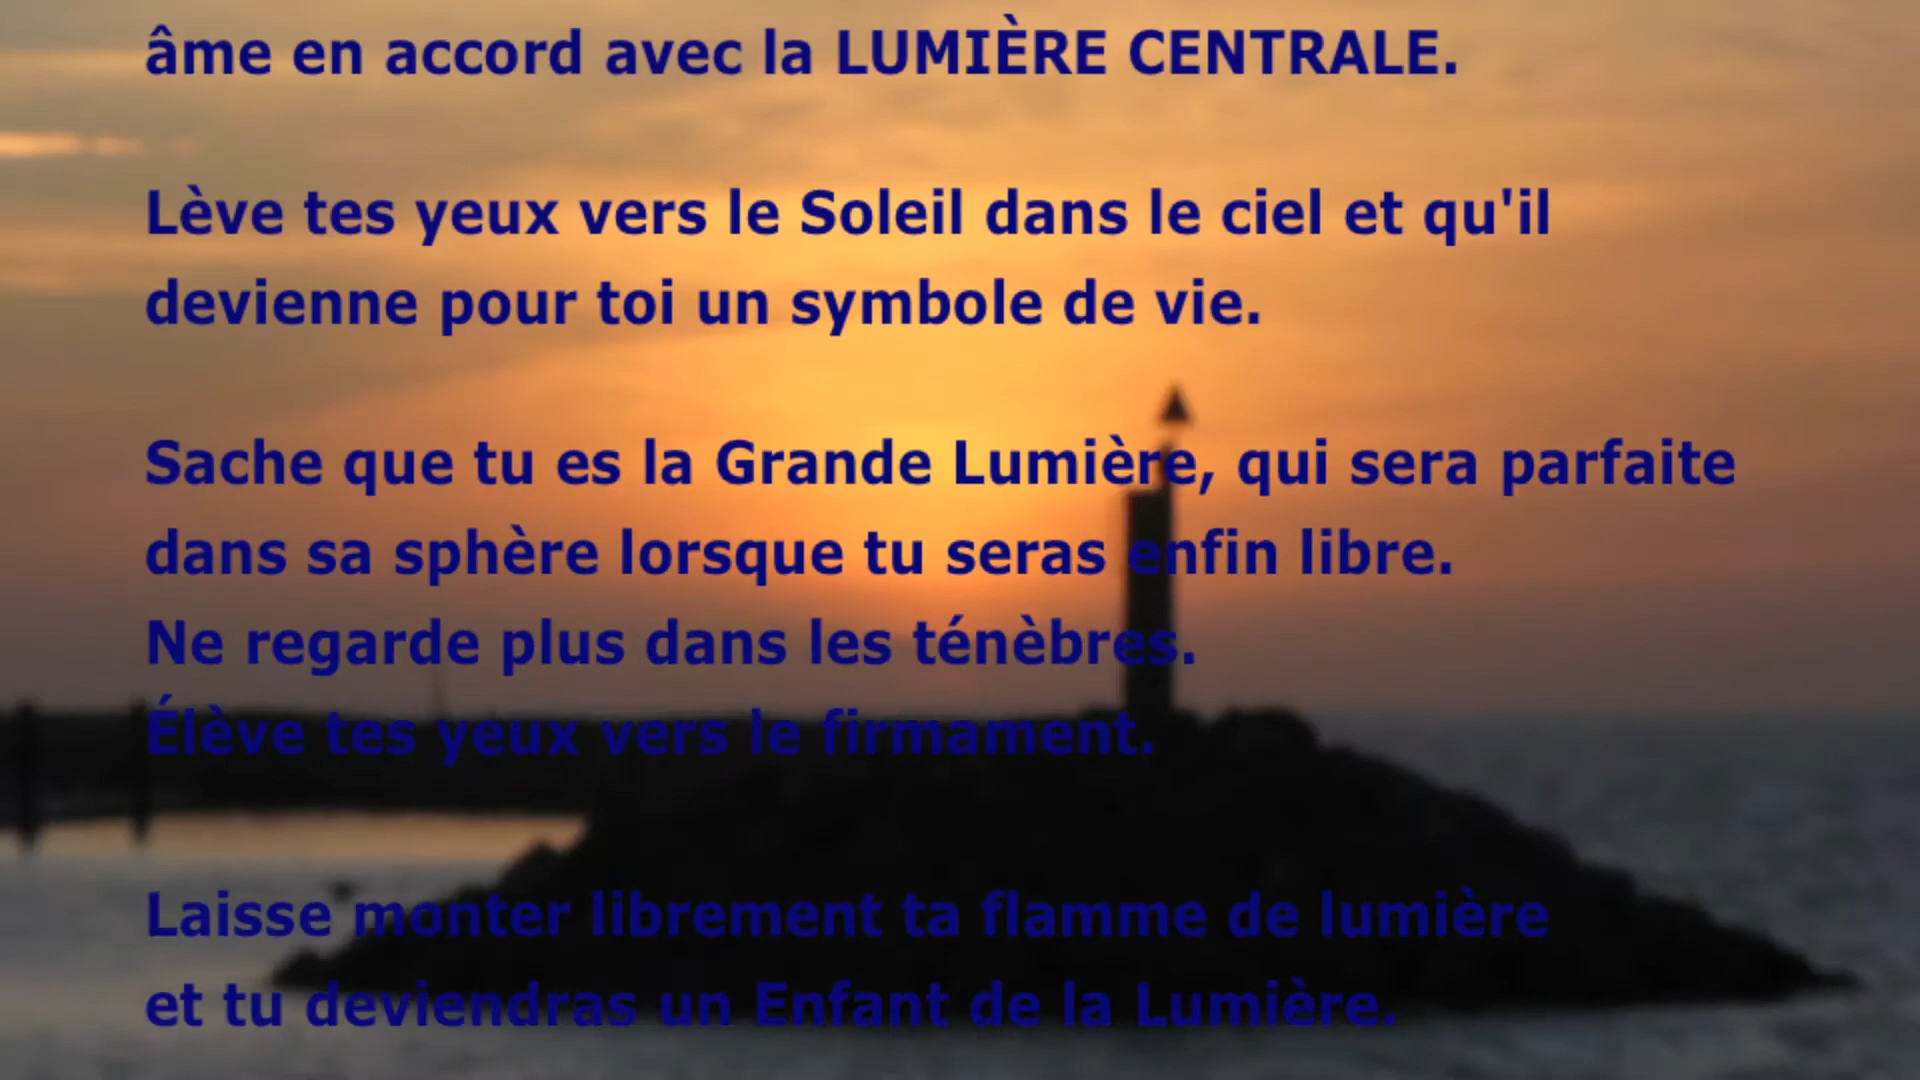 âme en accord avec la LUMIÈRE CENTRALE.
Lève tes yeux vers le Soleil dans le ciel et qu'il
devienne pour toi un symbole de vie.
Sache que tu es la Grande Lumière, qui sera parfaite
dans sa sphère lorsque tu seras enfin libre.
Ne regarde plus dans les ténèbres.
Élève tes yeux vers le firmament.
Laisse monter librement ta flamme de lumière
et tu deviendras un Enfant de la Lumière.